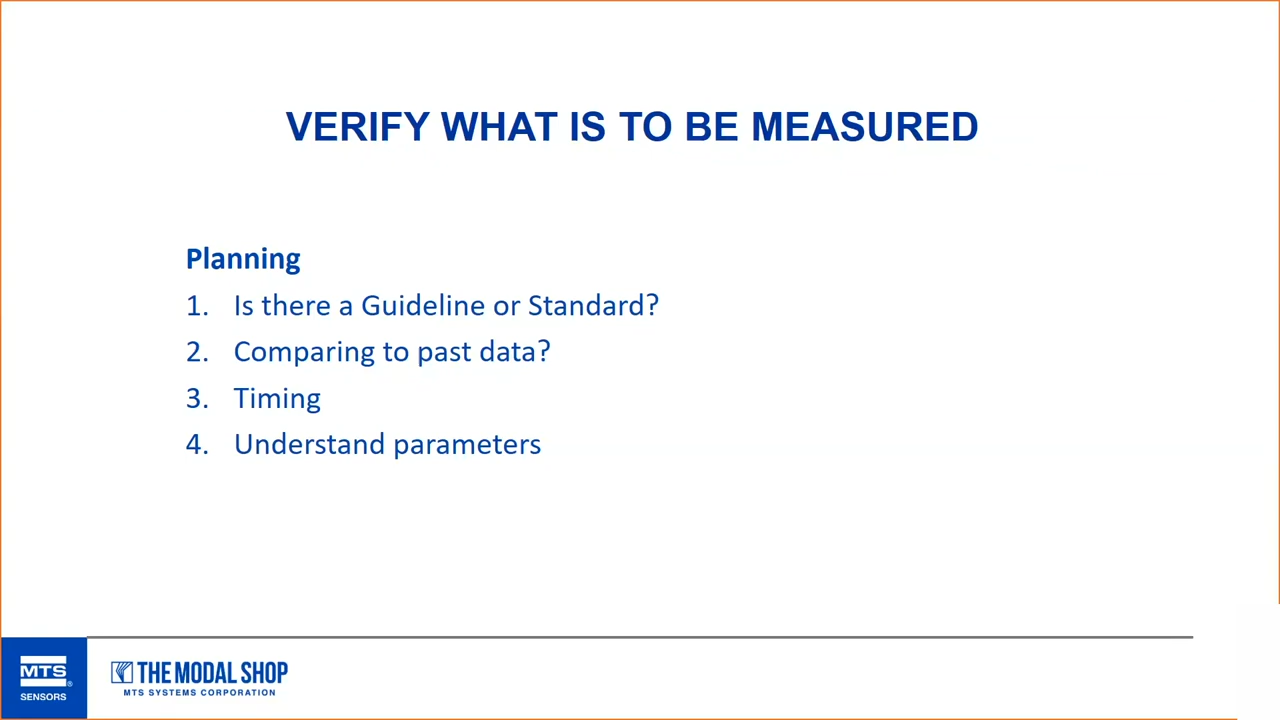 VERIFY WHAT IS TO BE MEASURED
Planning
1. Is there a Guideline or Standard?
2. Comparing to past data?
3. Timing
4. Understand parameters
MTS®
SENSORS
THE MODAL SHOP
MTS SYSTEMS CORPORATION